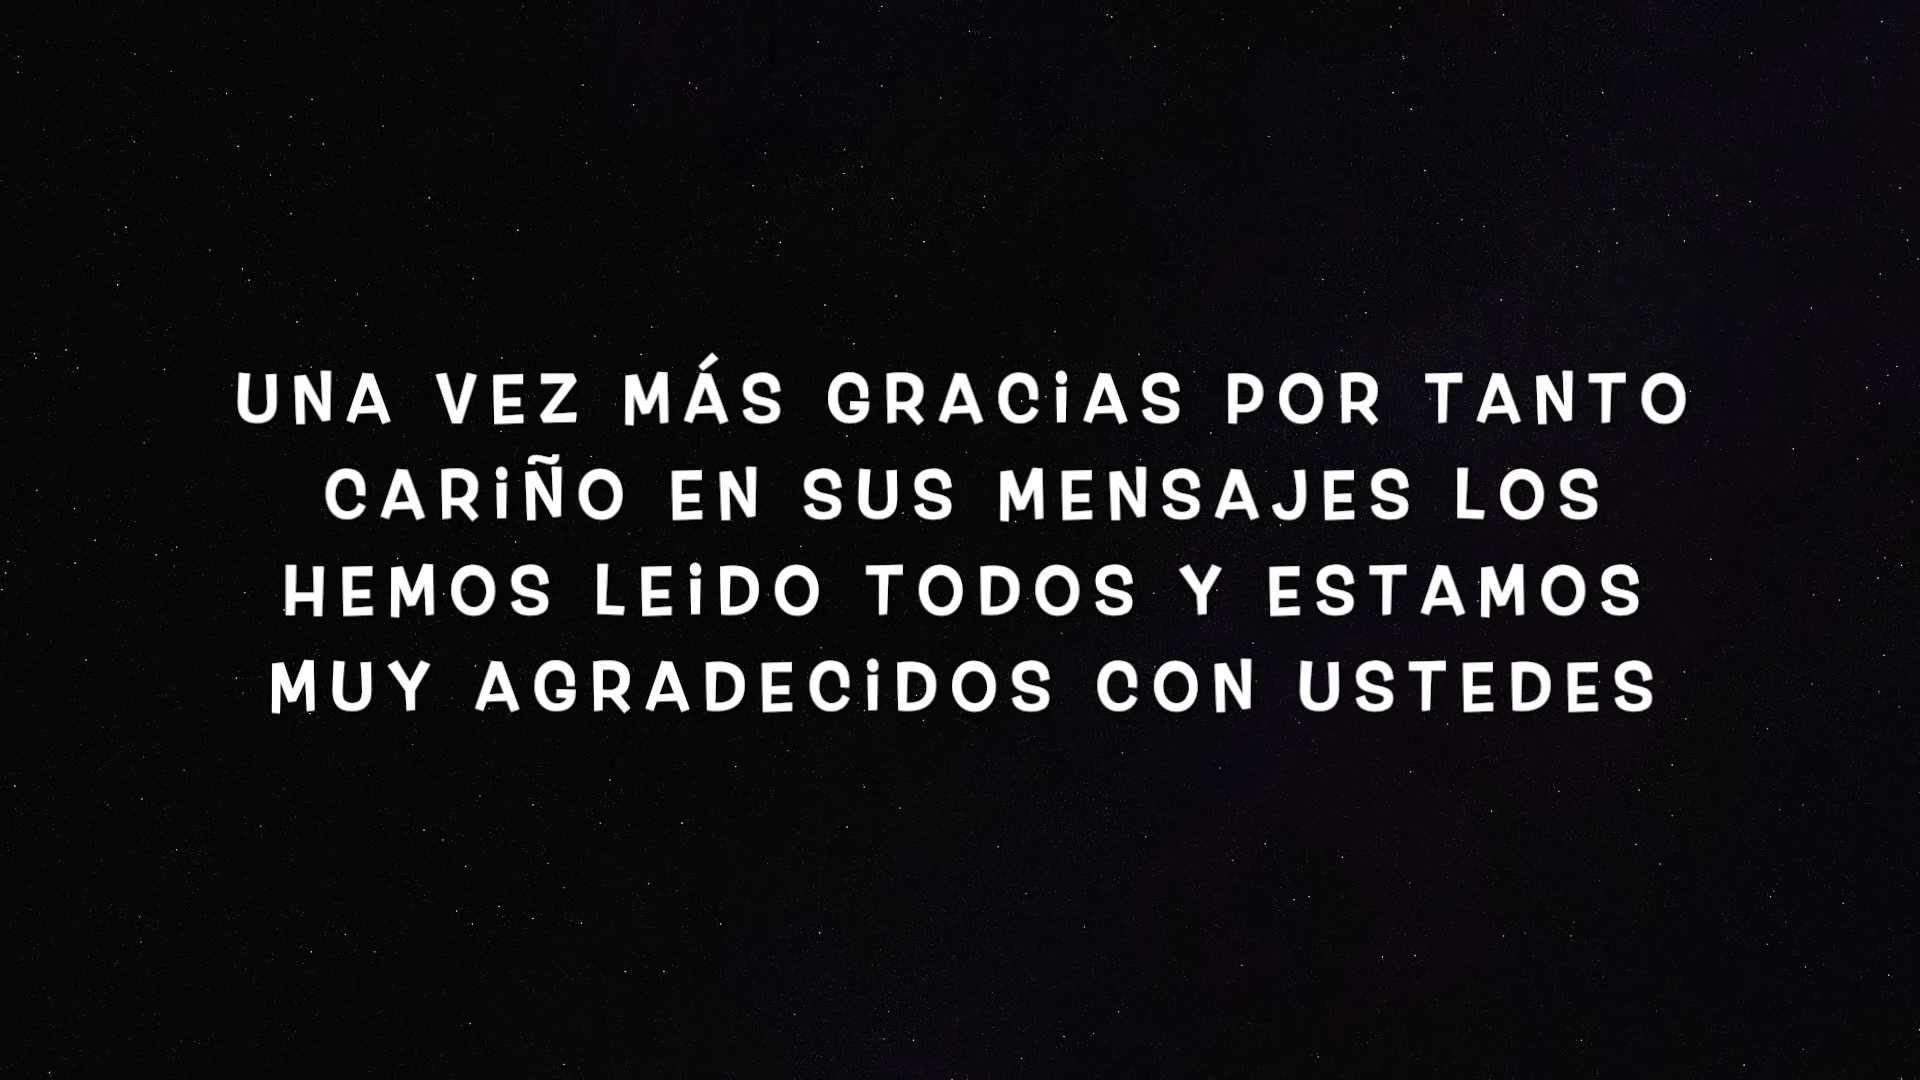 UNA VEZ MÁS GRACiAS POR TANTO
CARiÑO EN SUS MENSAJES LOS
HEMOS LEiDO TODOS Y ESTAMOS
MUY AGRADECiDOS CON USTEDES